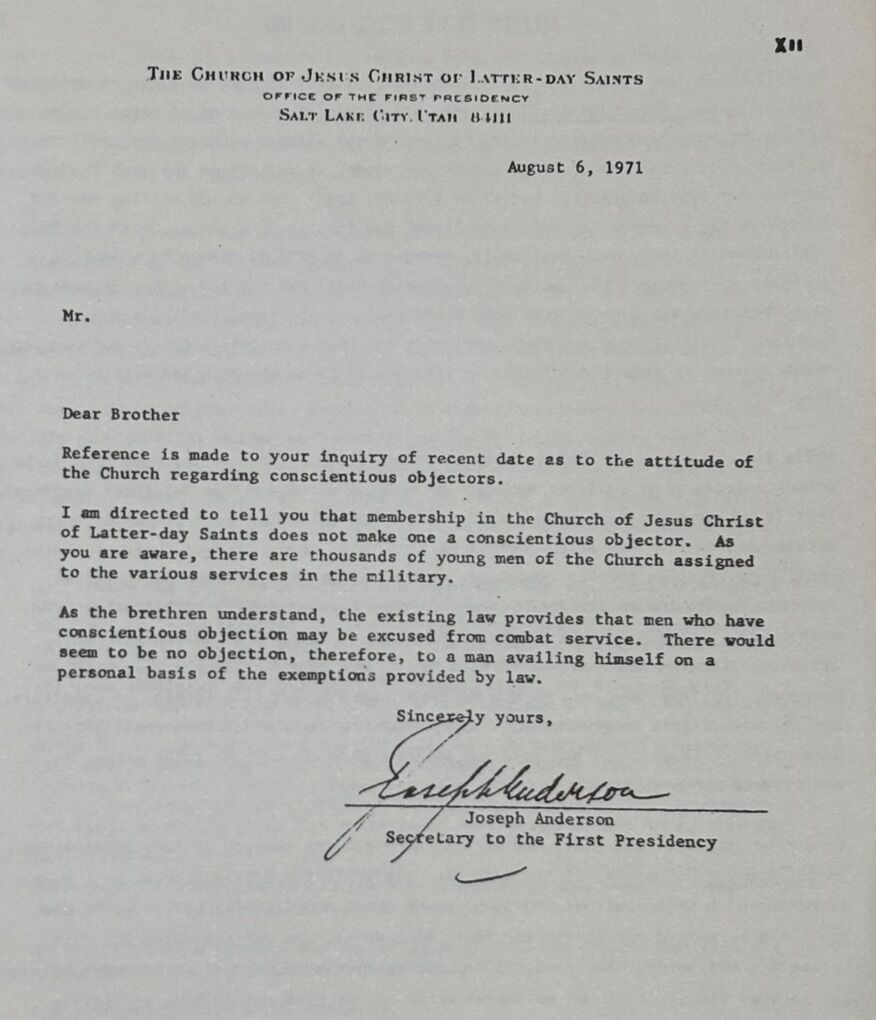 XII
THE CHURCH OF JESUS CHRIST OF LATTER-DAY SAINTS
OFFICE OF THE FIRST PRESIDENCY
SALT LAKE CITY, UTAH 84111
August 6, 1971
Mr.
Dear Brother
Reference is made to your inquiry of recent date as to the attitude of
the Church regarding conscientious objectors.
I am directed to tell you that membership in the Church of Jesus Christ
of Latter-day Saints does not make one a conscientious objector. As
you are aware, there are thousands of young men of the Church assigned
to the various services in the military.
As the brethren understand, the existing law provides that men who have
conscientious objection may be excused from combat service. There would
seem to be no objection, therefore, to a man availing himself on a
personal basis of the exemptions provided by law.
Sincerely yours,
Joseph Anderson
Joseph Anderson
Secretary to the First Presidency